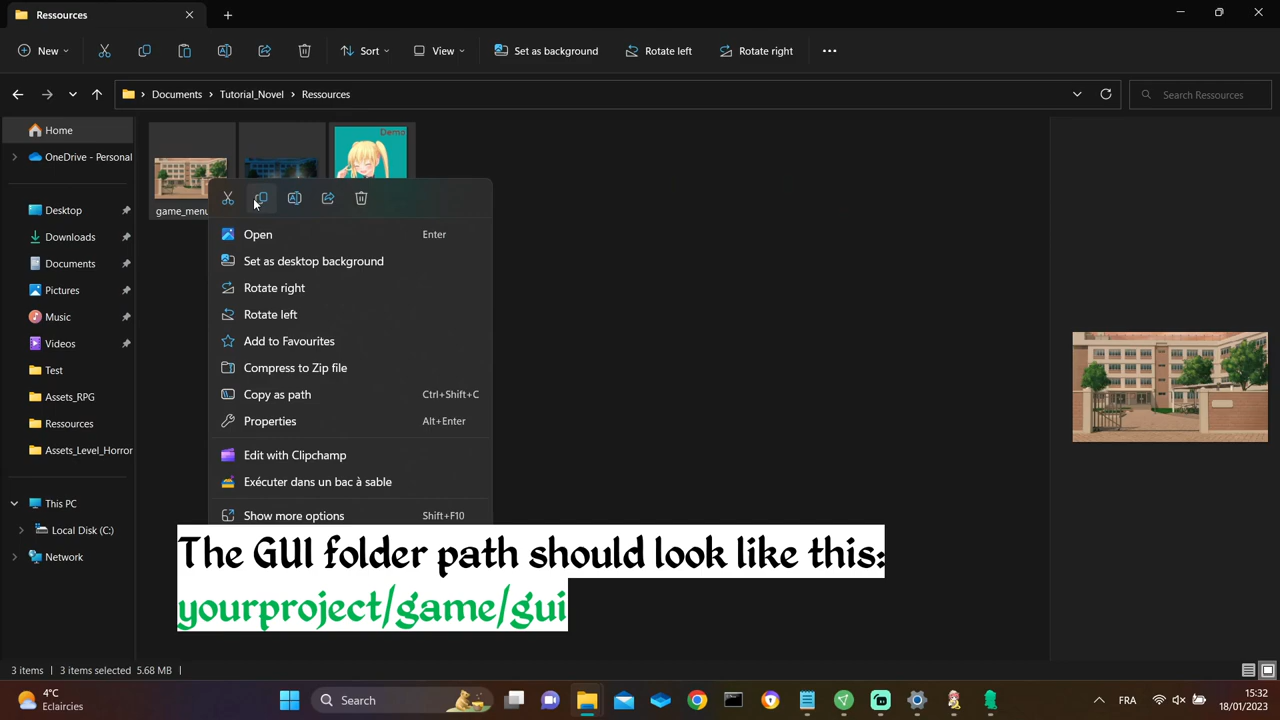 Ressources
New
Sort
View
Set as background
Rotate left
Rotate right
Documents
Tutorial_Novel
Ressources
Search Ressources
Home
OneDrive - Personal
Desktop
Downloads
Documents
Pictures
Music
Videos
Test
Assets_RPG
Ressources
Assets_Level_Horror
This PC
Local Disk (C:)
Network
Demo
game_menu
Open Enter
Set as desktop background
Rotate right
Rotate left
Add to Favourites
Compress to Zip file
Copy as path Ctrl+Shift+C
Properties Alt+Enter
Edit with Clipchamp
Exécuter dans un bac à sable
Show more options Shift+F10
The GUI folder path should look like this:
yourproject/game/gui
3 items 3 items selected 5.68 MB
4°C
Eclaircies
Search
FRA
15:32
18/01/2023